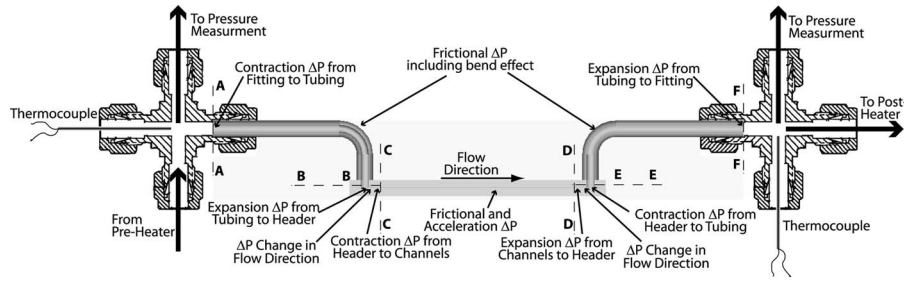 To Pressure
Measurment
Contraction ΔP from
Fitting to Tubing
A
Thermocouple
A
From
Pre-Heater
B
B
Expansion ΔP from
Tubing to Header
ΔP Change in
Flow Direction
Contraction ΔP from
Header to Channels
C
C
Frictional ΔP
including bend effect
Flow
Direction
Frictional and
Acceleration ΔP
D
D
Expansion ΔP from
Channels to Header
E
E
Contraction ΔP from
Header to Tubing
ΔP Change in
Flow Direction
Expansion ΔP from
Tubing to Fitting
F
F
To Pressure
Measurment
To Post-
Heater
Thermocouple